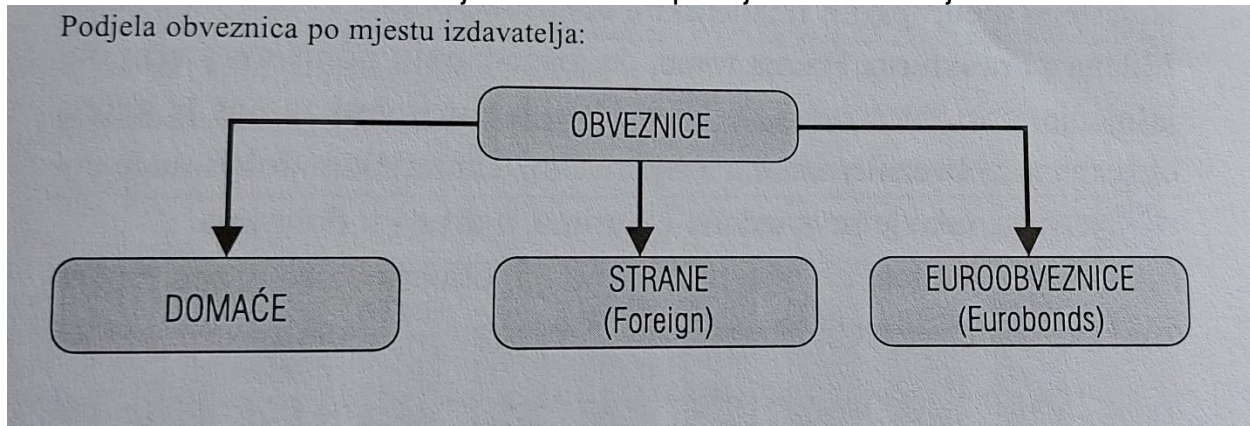 Podjela obveznica po mjestu izdavatelja:
OBVEZNICE
DOMAĆE
STRANE
(Foreign)
EUROOBVEZNICE
(Eurobonds)